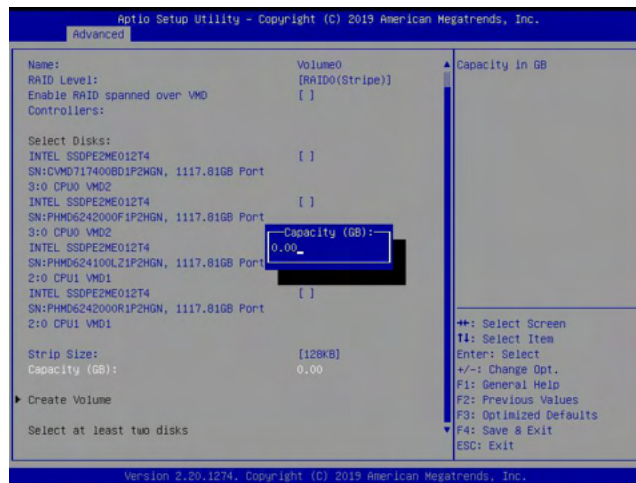 Aptio Setup Utility – Copyright (C) 2019 American Megatrends, Inc.
Advanced
Name: Volume0
RAID Level: [RAID0(Stripe)]
Enable RAID spanned over VMD [ ]
Controllers:
Select Disks:
INTEL SSDPE2ME012T4 [ ]
SN:CVMD717400BD1P2WGN, 1117.81GB Port
3:0 CPU0 VMD2
INTEL SSDPE2ME012T4 [ ]
SN:PHMD6242000F1P2HGN, 1117.81GB Port
3:0 CPU0 VMD2
INTEL SSDPE2ME012T4
SN:PHMD624100LZ1P2HGN, 1117.81GB Port
2:0 CPU1 VMD1
INTEL SSDPE2ME012T4 [ ]
SN:PHMD6242000R1P2HGN, 1117.81GB Port
2:0 CPU1 VMD1
Strip Size: [128KB]
Capacity (GB): 0.00
Create Volume
Select at least two disks
Capacity (GB):
0.00
Capacity in GB
→←: Select Screen
↑↓: Select Item
Enter: Select
+/-: Change Opt.
F1: General Help
F2: Previous Values
F3: Optimized Defaults
F4: Save & Exit
ESC: Exit
Version 2.20.1274. Copyright (C) 2019 American Megatrends, Inc.